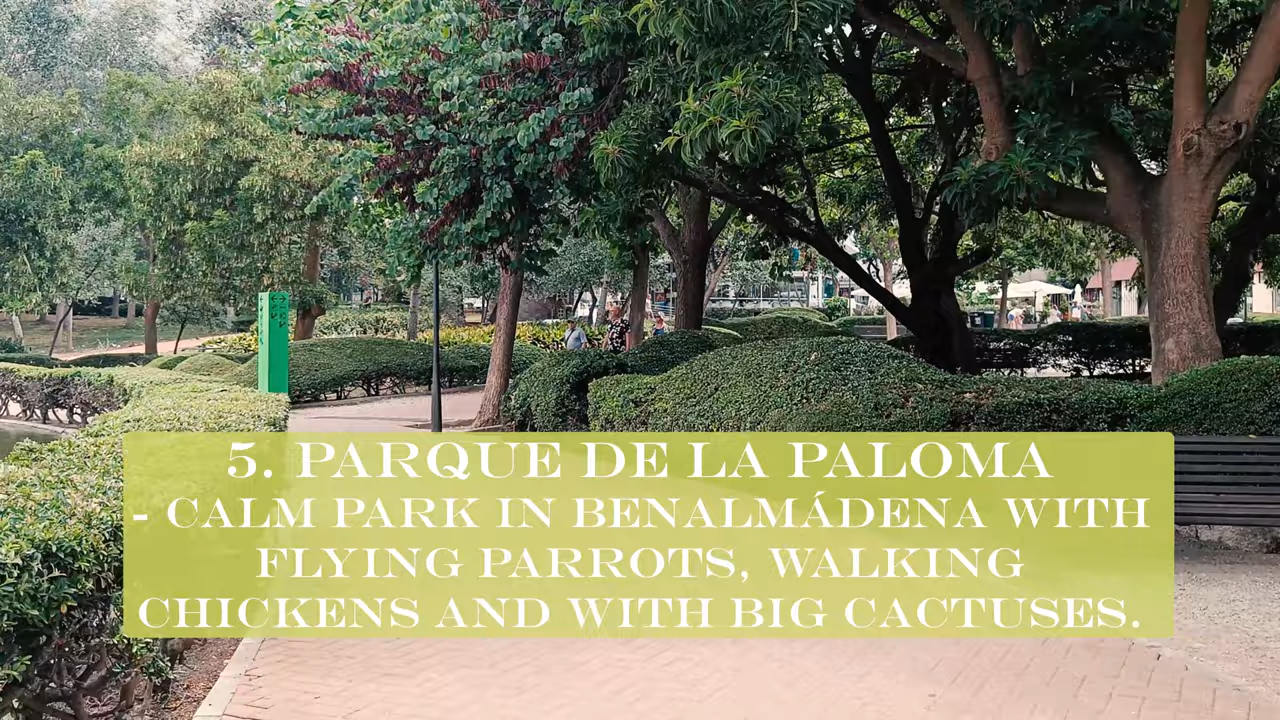 5. PARQUE DE LA PALOMA
- CALM PARK IN BENALMÁDENA WITH
FLYING PARROTS, WALKING
CHICKENS AND WITH BIG CACTUSES.